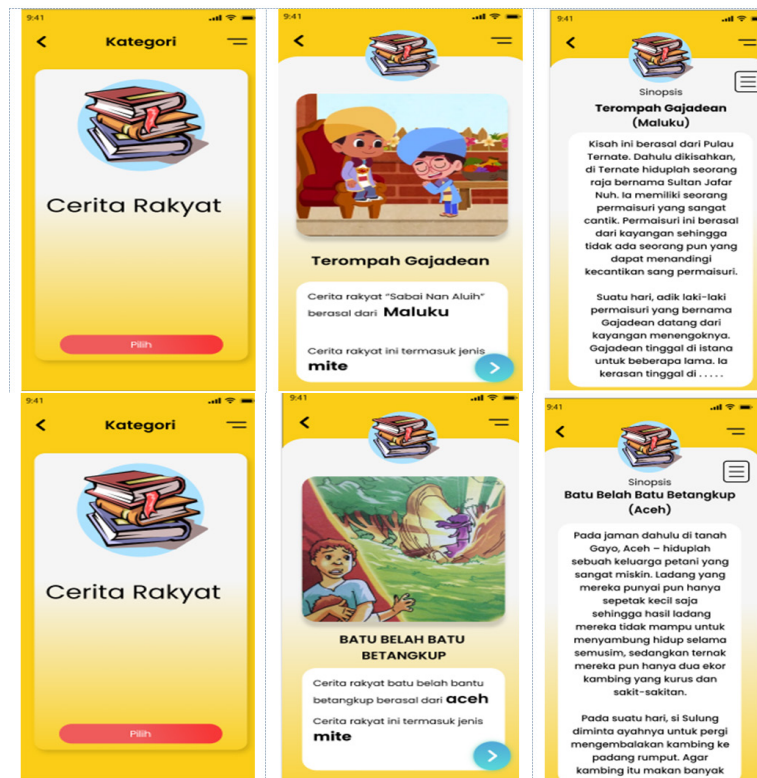 9:41
Kategori
Cerita Rakyat
Pilih
9:41
Terompah Gajadean
Cerita rakyat “Sabai Nan Aluih”
berasal dari Maluku
Cerita rakyat ini termasuk jenis
mite
9:41
Sinopsis
Terompah Gajadean
(Maluku)
Kisah ini berasal dari Pulau
Ternate. Dahulu dikisahkan,
di Ternate hiduplah seorang
raja bernama Sultan Jafar
Nuh. Ia memiliki seorang
permaisuri yang sangat
cantik. Permaisuri ini berasal
dari kayangan sehingga
tidak ada seorang pun yang
dapat menandingi
kecantikan sang permaisuri.
Suatu hari, adik laki-laki
permaisuri yang bernama
Gajadean datang dari
kayangan menengoknya.
Gajadean tinggal di istana
untuk beberapa lama. Ia
kerasan tinggal di . . . . .
9:41
Kategori
Cerita Rakyat
Pilih
9:41
BATU BELAH BATU
BETANGKUP
Cerita rakyat batu belah bantu
betangkup berasal dari aceh
Cerita rakyat ini termasuk jenis
mite
9:41
Sinopsis
Batu Belah Batu Betangkup
(Aceh)
Pada jaman dahulu di tanah
Gayo, Aceh – hiduplah
sebuah keluarga petani yang
sangat miskin. Ladang yang
mereka punyai pun hanya
sepetak kecil saja
sehingga hasil ladang
mereka tidak mampu untuk
menyambung hidup selama
semusim, sedangkan ternak
mereka pun hanya dua ekor
kambing yang kurus dan
sakit-sakitan.
Pada suatu hari, si Sulung
diminta ayahnya untuk pergi
mengembalakan kambing ke
padang rumput. Agar
kambing itu makan banyak